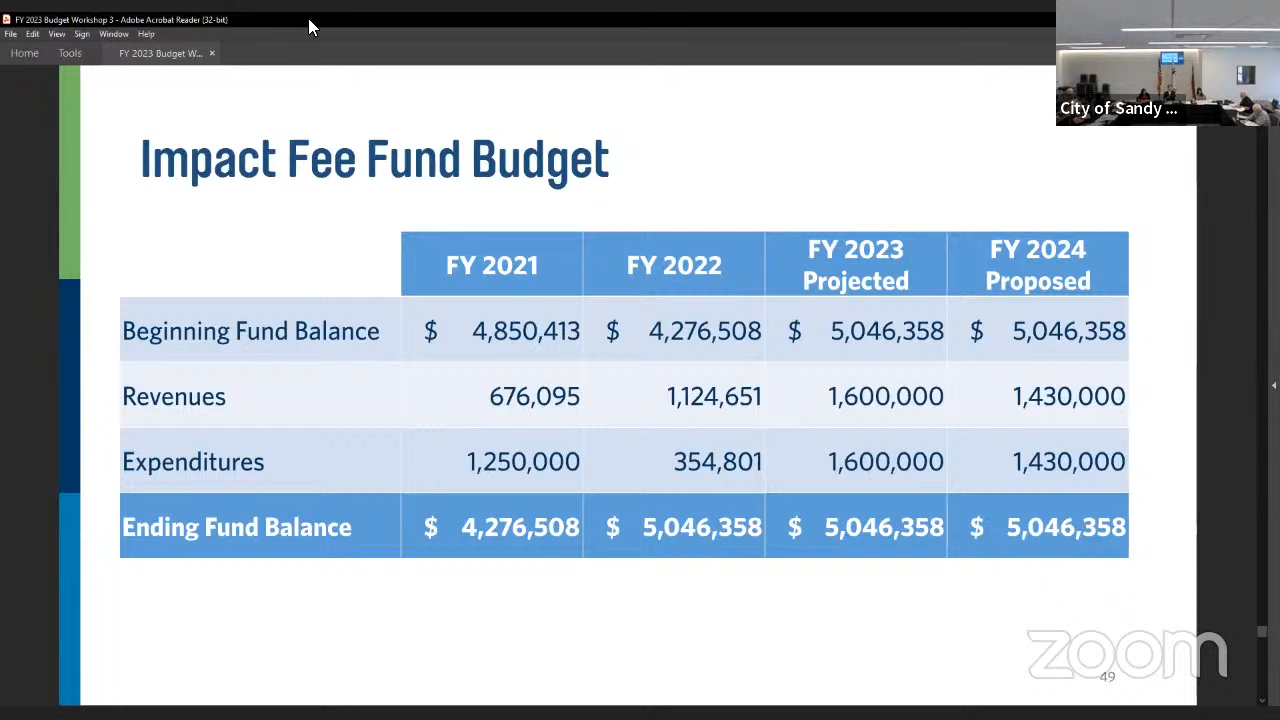 FY 2023 Budget Workshop 3 - Adobe Acrobat Reader (32-bit)
File Edit View Sign Window Help
Home Tools FY 2023 Budget W... ×
City of Sandy ...
Impact Fee Fund Budget
FY 2021 FY 2022 FY 2023 Projected FY 2024 Proposed
Beginning Fund Balance $ 4,850,413 $ 4,276,508 $ 5,046,358 $ 5,046,358
Revenues 676,095 1,124,651 1,600,000 1,430,000
Expenditures 1,250,000 354,801 1,600,000 1,430,000
Ending Fund Balance $ 4,276,508 $ 5,046,358 $ 5,046,358 $ 5,046,358
zoom
49